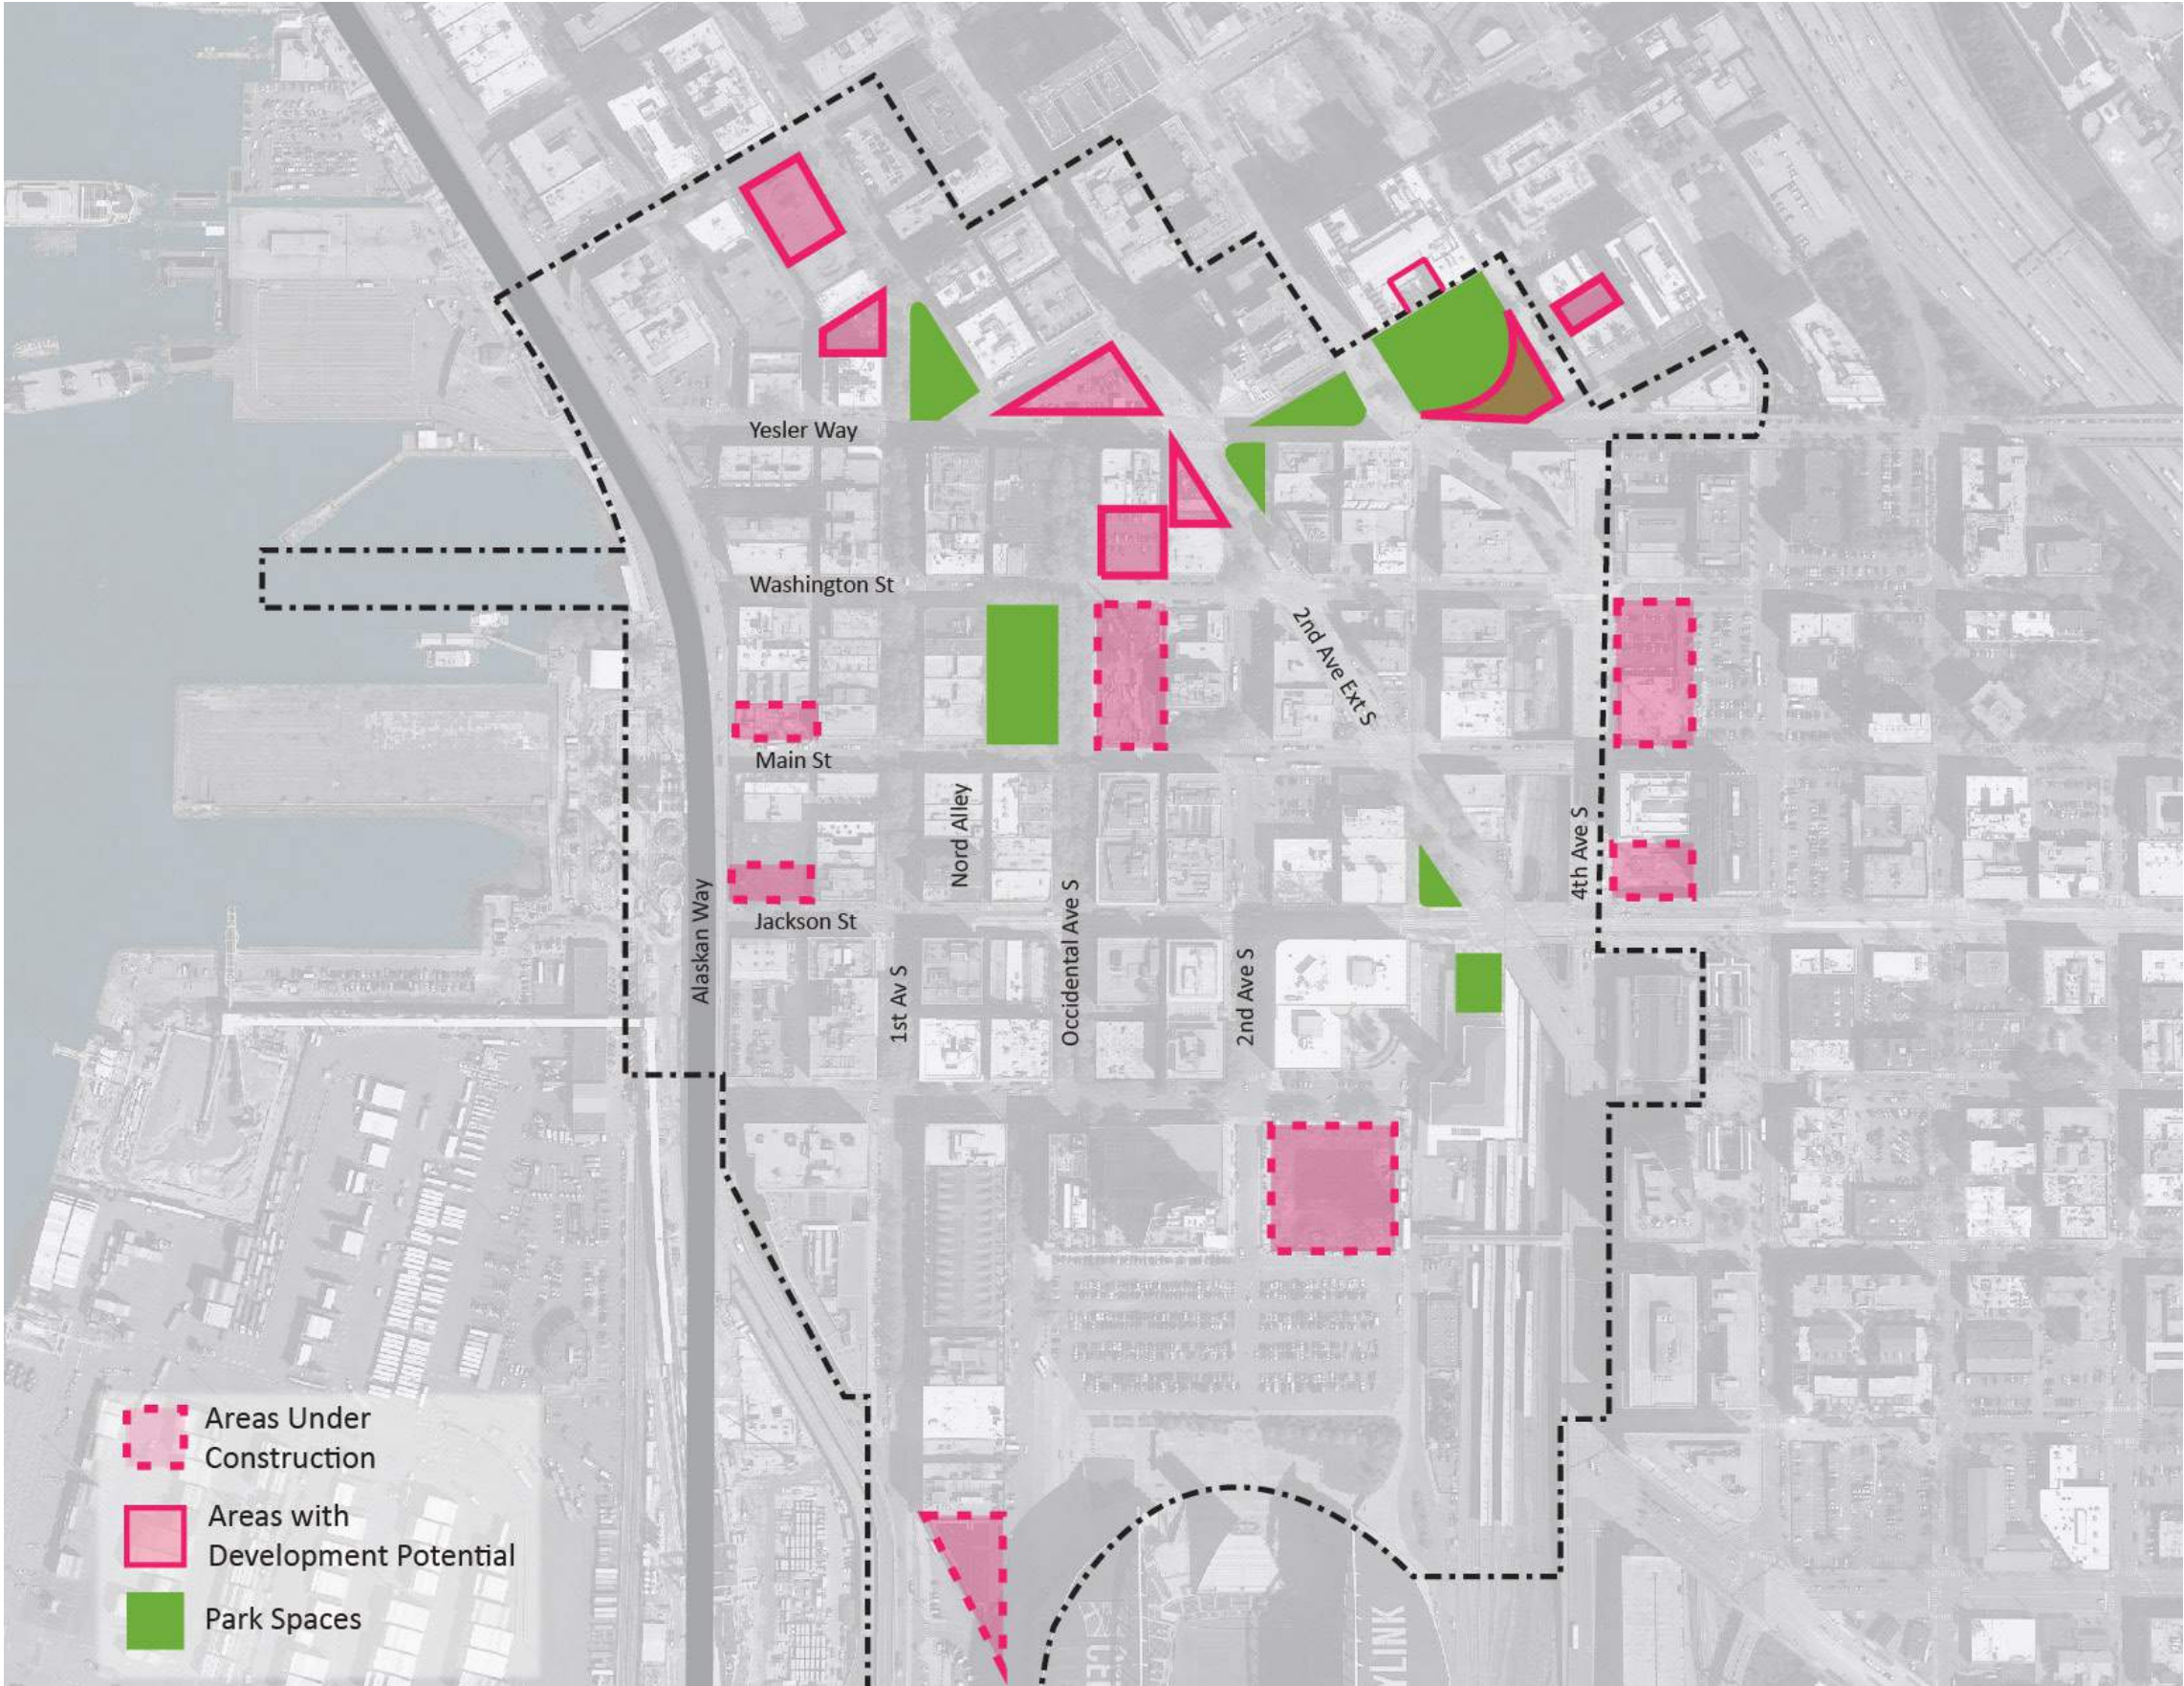 Yesler Way
Washington St
2nd Ave Ext S
Main St
Nord Alley
4th Ave S
Jackson St
Alaskan Way
Occidental Ave S
1st Av S
2nd Ave S
Areas Under
Construction
Areas with
Development Potential
Park Spaces
YLINK